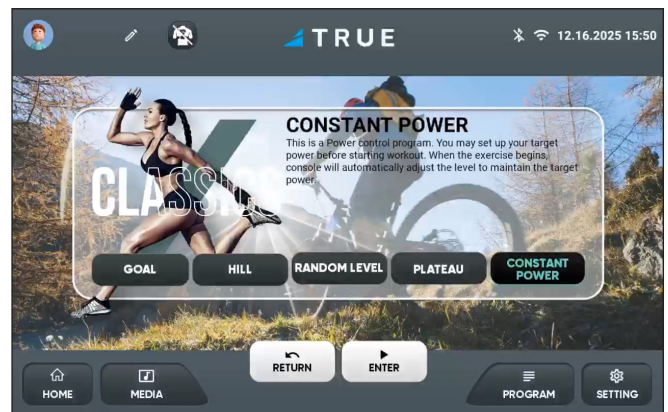 TRUE
12.16.2025 15:50
CLASSICS
CONSTANT POWER
This is a Power control program. You may set up your target
power before starting workout. When the exercise begins,
console will automatically adjust the level to maintain the target
power.
GOAL
HILL
RANDOM LEVEL
PLATEAU
CONSTANT
POWER
RETURN
ENTER
HOME
MEDIA
PROGRAM
SETTING